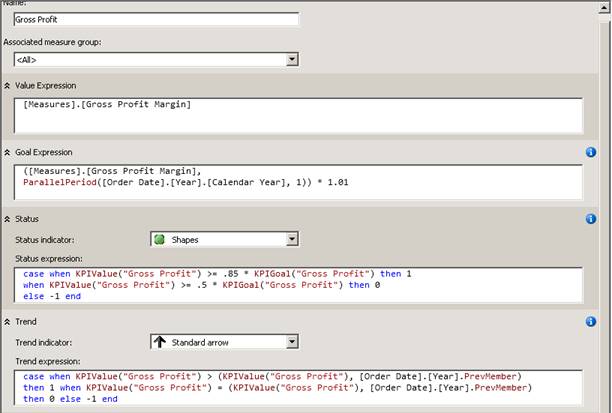 Name:
Gross Profit
Associated measure group:
<All>
Value Expression
[Measures].[Gross Profit Margin]
Goal Expression
([Measures].[Gross Profit Margin],
ParallelPeriod([Order Date].[Year].[Calendar Year], 1)) * 1.01
Status
Status indicator:
Shapes
Status expression:
case when KPIValue("Gross Profit") >= .85 * KPIGoal("Gross Profit") then 1
when KPIValue("Gross Profit") >= .5 * KPIGoal("Gross Profit") then 0
else -1 end
Trend
Trend indicator:
Standard arrow
Trend expression:
case when KPIValue("Gross Profit") > (KPIValue("Gross Profit"), [Order Date].[Year].PrevMember)
then 1 when KPIValue("Gross Profit") = (KPIValue("Gross Profit"), [Order Date].[Year].PrevMember)
then 0 else -1 end